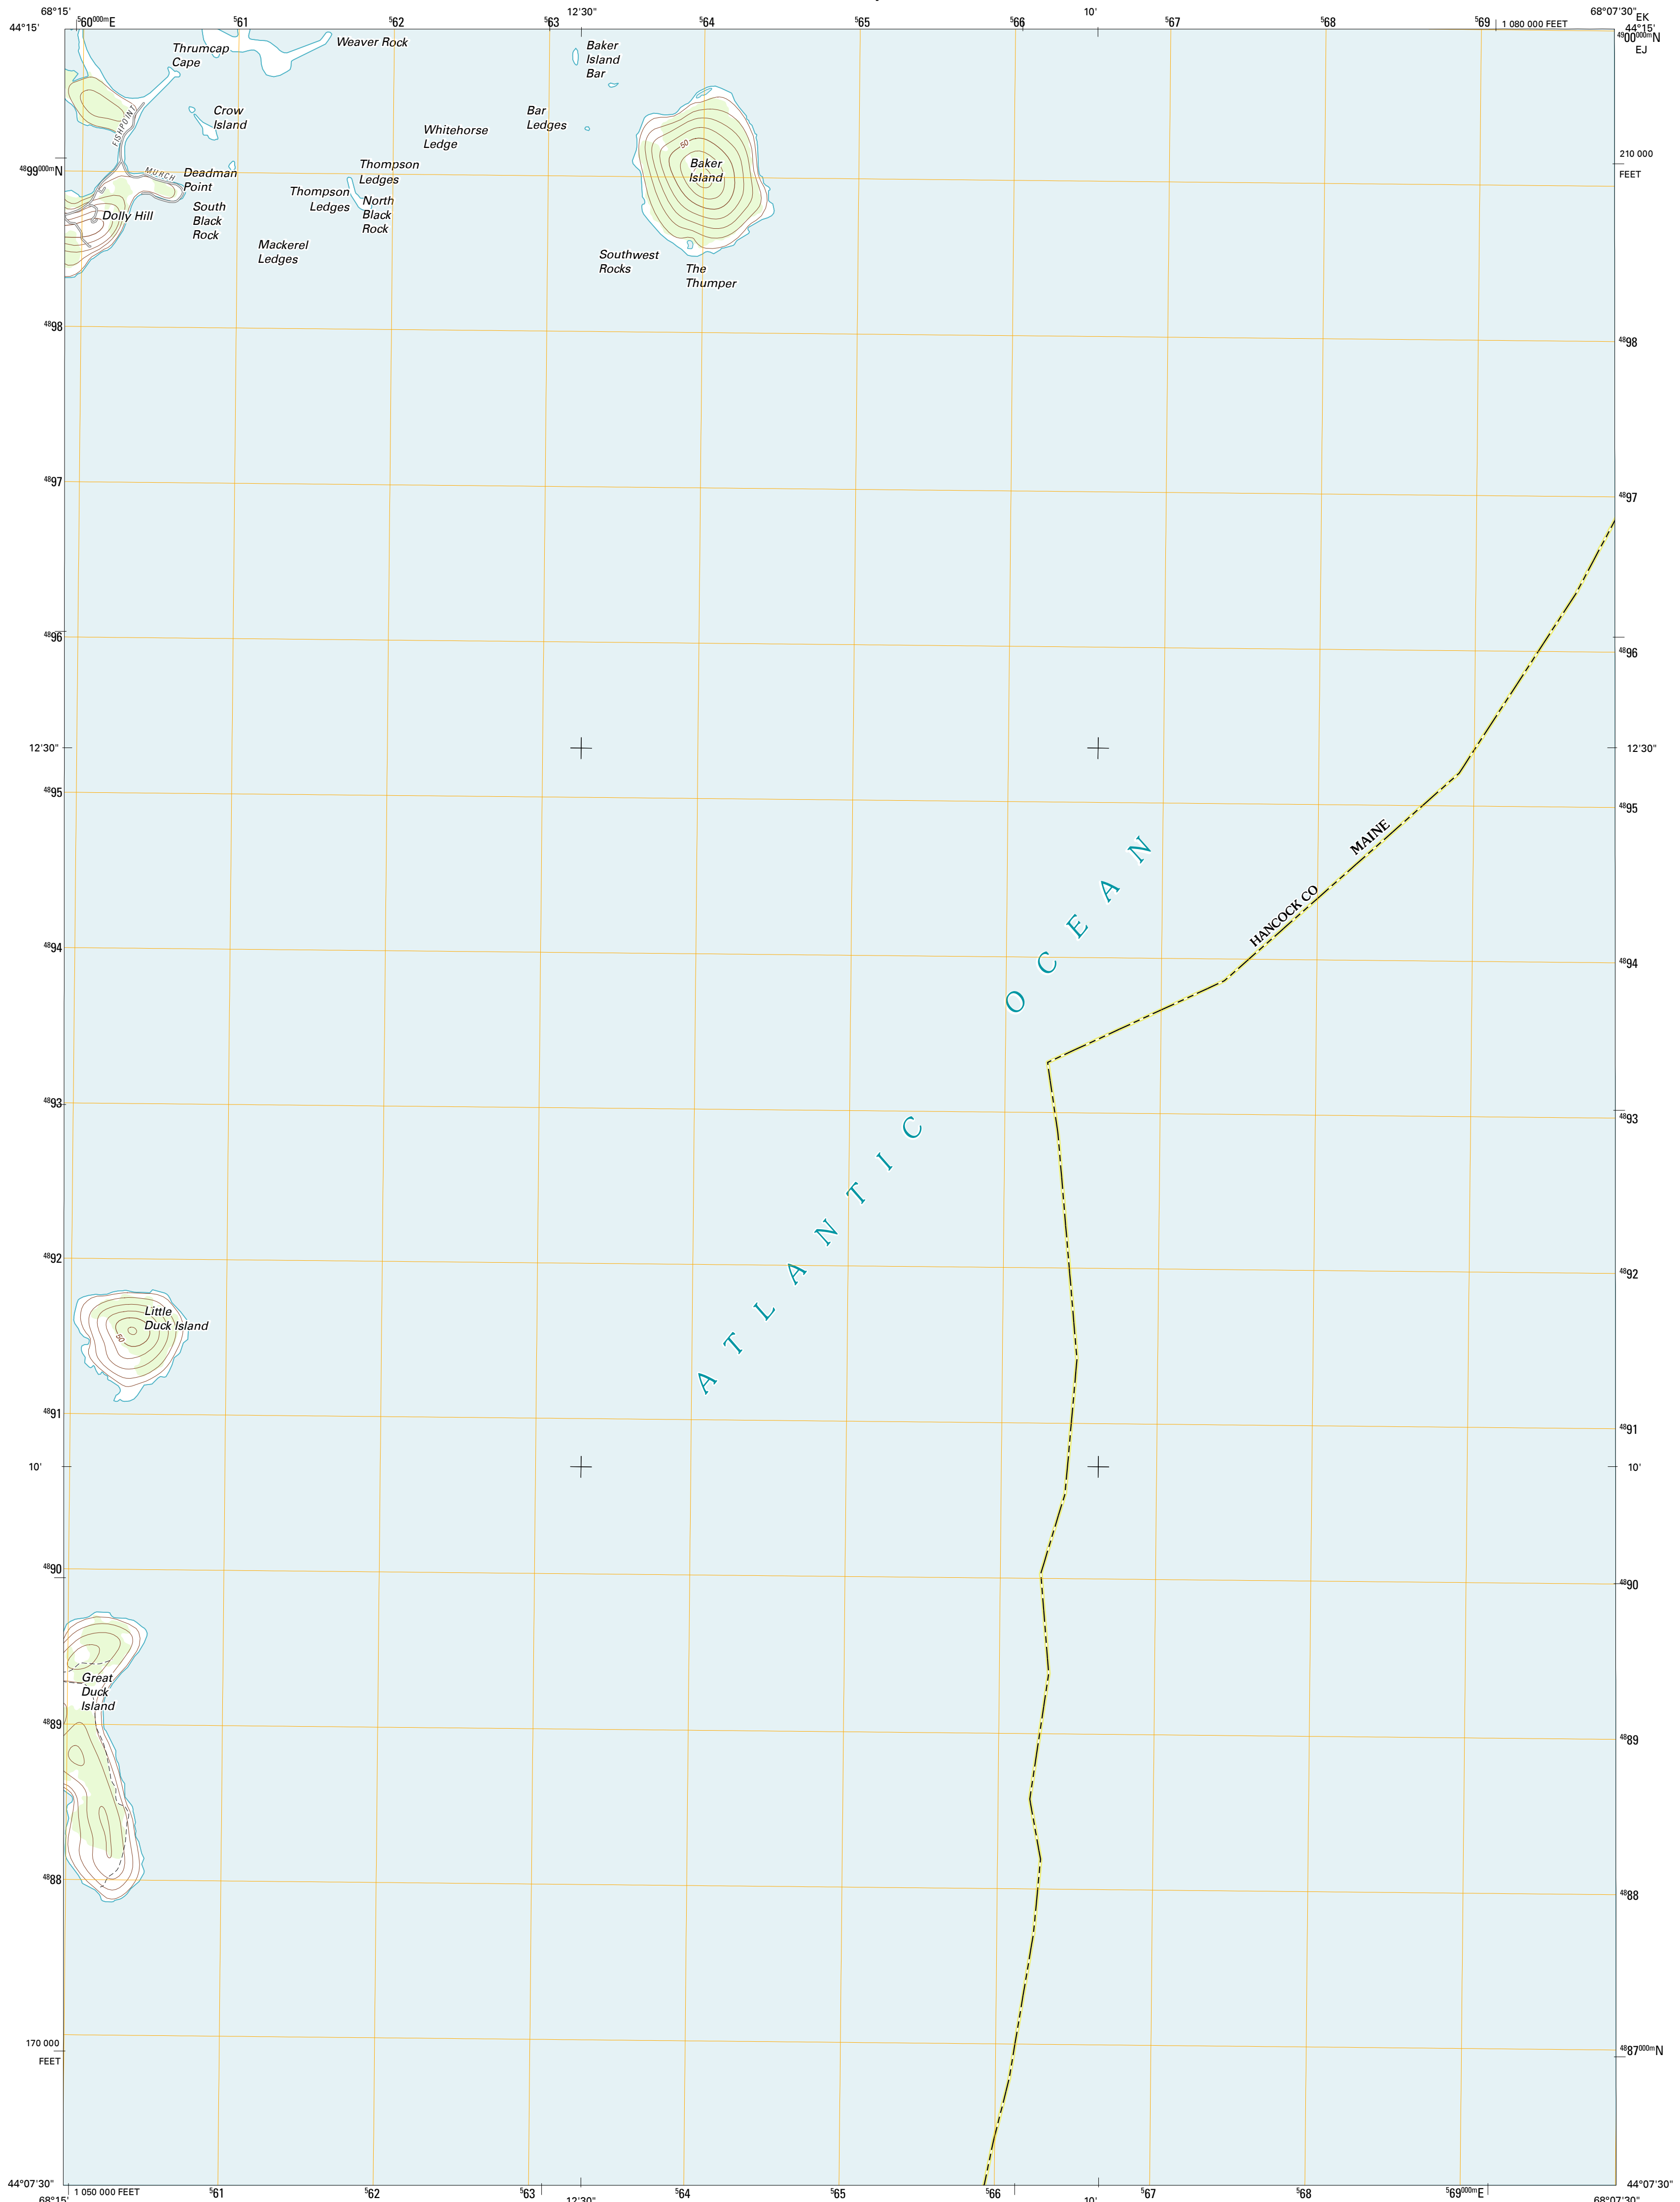 68°15'
⁵60⁰⁰⁰ᵐE
⁵61
⁵62
⁵63
12'30"
⁵64
⁵65
10'
⁵66
⁵67
⁵68
⁵69
1 080 000 FEET
68°07'30"
EK
44°15'
44°15'
⁴⁹00⁰⁰⁰ᵐN
EJ
Thrumcap
Cape
Weaver Rock
Baker
Island
Bar
Crow
Island
Bar
Ledges
Whitehorse
Ledge
FISHPOINT
50
Baker
Island
210 000
FEET
⁴⁸99⁰⁰⁰ᵐN
MURCH
Deadman
Point
Thompson
Ledges
Thompson
Ledges
North
Black
Rock
South
Black
Rock
Dolly Hill
Mackerel
Ledges
Southwest
Rocks
The
Thumper
⁴⁸98
⁴⁸98
⁴⁸97
⁴⁸97
⁴⁸96
⁴⁸96
12'30"
12'30"
⁴⁸95
⁴⁸95
MAINE
HANCOCK CO
⁴⁸94
⁴⁸94
ATLANTIC OCEAN
⁴⁸93
⁴⁸93
⁴⁸92
⁴⁸92
Little
Duck Island
50
⁴⁸91
⁴⁸91
10'
10'
⁴⁸90
⁴⁸90
Great
Duck
Island
⁴⁸89
⁴⁸89
⁴⁸88
⁴⁸88
170 000
FEET
⁴⁸87⁰⁰⁰ᵐN
44°07'30"
44°07'30"
1 050 000 FEET
68°15'
⁵61
⁵62
⁵63
12'30"
⁵64
⁵65
⁵66
10'
⁵67
⁵68
⁵69⁰⁰⁰ᵐE
68°07'30"